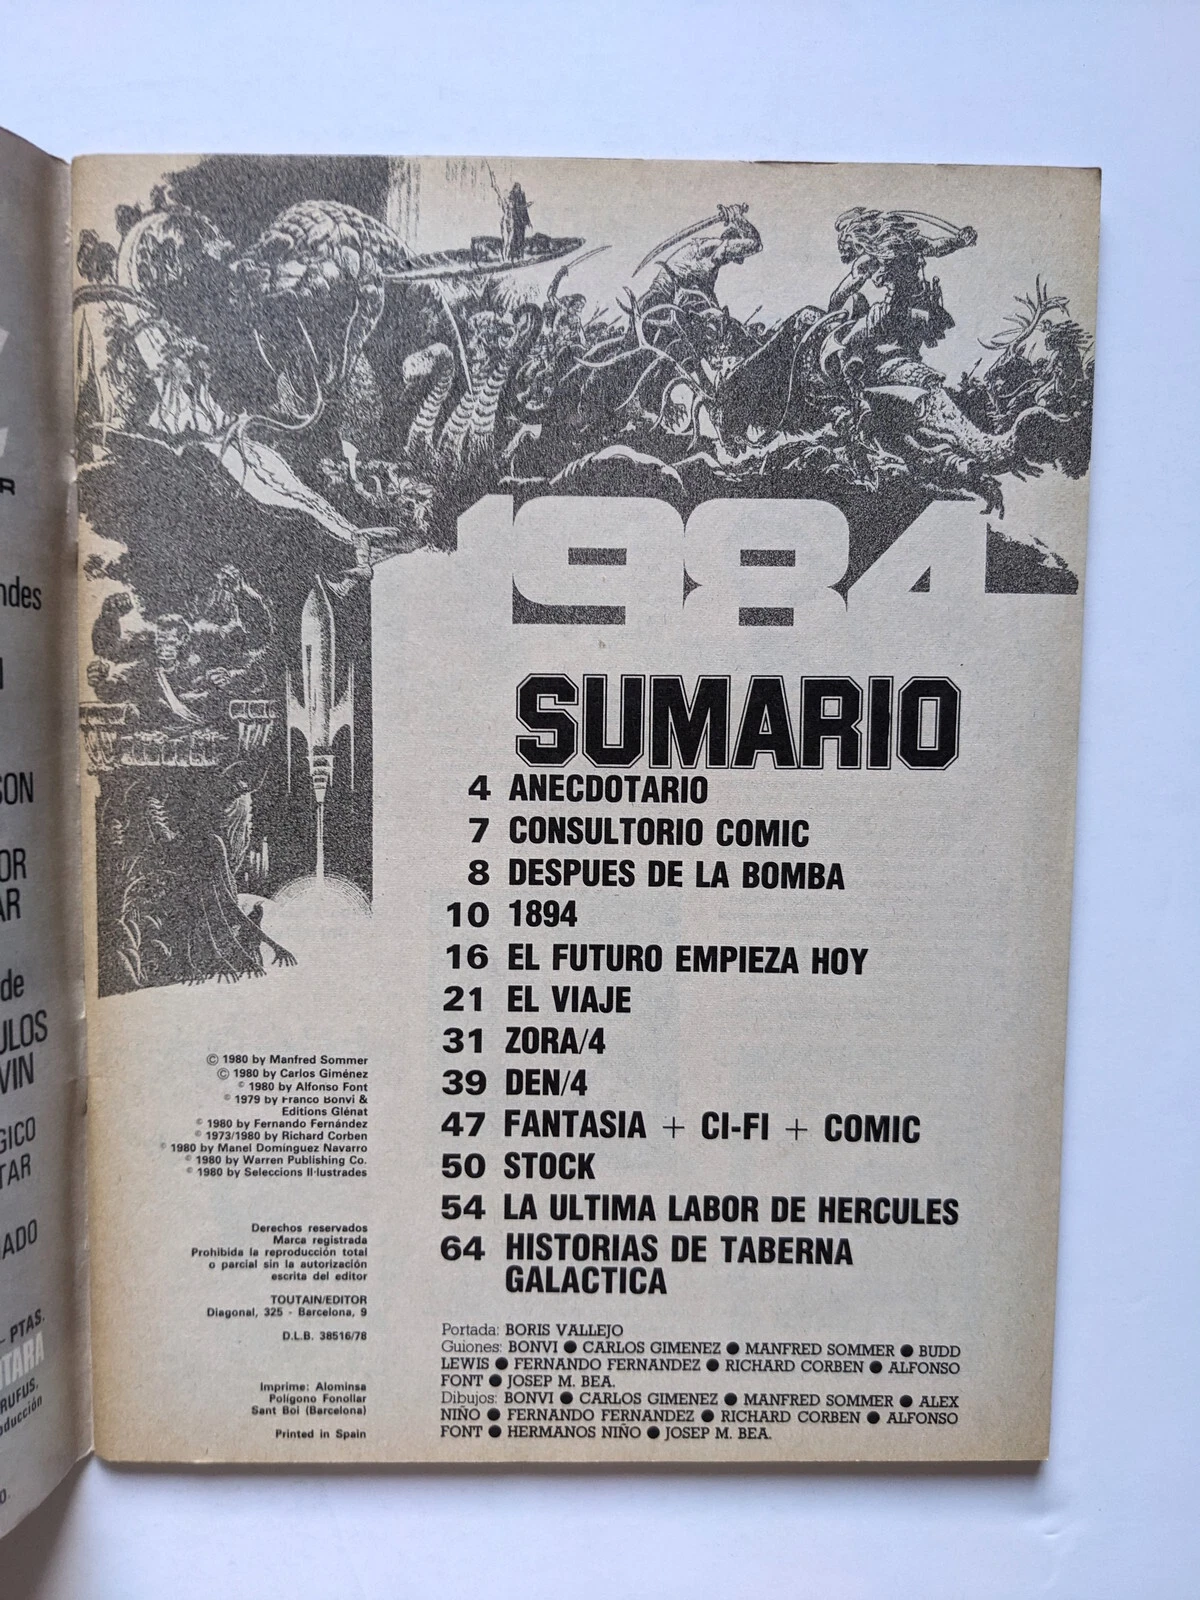 R
ndes
SON
OR
AR
de
ULOS
VIN
GICO
TAR
ADO
PTAS.
TARA
RUFUS.
oducción
0.
1984
SUMARIO
4 ANECDOTARIO
7 CONSULTORIO COMIC
8 DESPUES DE LA BOMBA
10 1894
16 EL FUTURO EMPIEZA HOY
21 EL VIAJE
31 ZORA/4
39 DEN/4
47 FANTASIA + CI-FI + COMIC
50 STOCK
54 LA ULTIMA LABOR DE HERCULES
64 HISTORIAS DE TABERNA
GALACTICA
© 1980 by Manfred Sommer
© 1980 by Carlos Giménez
© 1980 by Alfonso Font
© 1979 by Franco Bonvi &
Editions Glénat
© 1980 by Fernando Fernández
© 1973/1980 by Richard Corben
© 1980 by Manel Domínguez Navarro
© 1980 by Warren Publishing Co.
© 1980 by Seleccions Il·lustrades
Derechos reservados
Marca registrada
Prohibida la reproducción total
o parcial sin la autorización
escrita del editor
TOUTAIN/EDITOR
Diagonal, 325 - Barcelona, 9
D.L.B. 38516/78
Imprime: Alominsa
Polígono Fonollar
Sant Boi (Barcelona)
Printed in Spain
Portada: BORIS VALLEJO
Guiones: BONVI ● CARLOS GIMENEZ ● MANFRED SOMMER ● BUDD
LEWIS ● FERNANDO FERNANDEZ ● RICHARD CORBEN ● ALFONSO
FONT ● JOSEP M. BEA.
Dibujos: BONVI ● CARLOS GIMENEZ ● MANFRED SOMMER ● ALEX
NIÑO ● FERNANDO FERNANDEZ ● RICHARD CORBEN ● ALFONSO
FONT ● HERMANOS NIÑO ● JOSEP M. BEA.